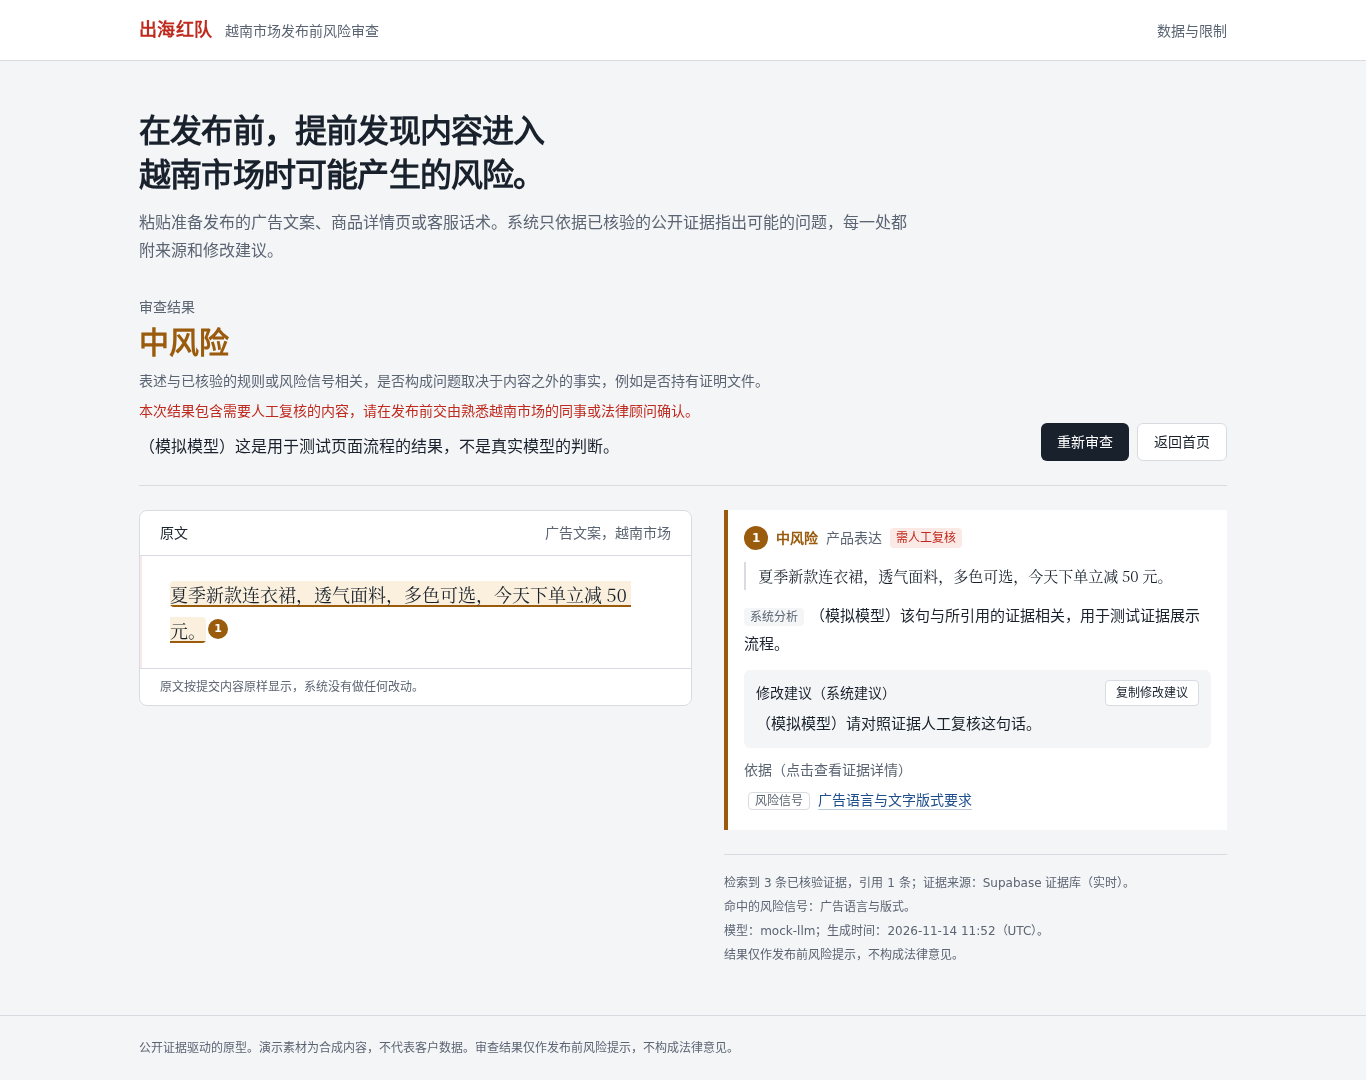 出海红队
越南市场发布前风险审查
数据与限制
在发布前，提前发现内容进入
越南市场时可能产生的风险。
粘贴准备发布的广告文案、商品详情页或客服话术。系统只依据已核验的公开证据指出可能的问题，每一处都
附来源和修改建议。
审查结果
中风险
表述与已核验的规则或风险信号相关，是否构成问题取决于内容之外的事实，例如是否持有证明文件。
本次结果包含需要人工复核的内容，请在发布前交由熟悉越南市场的同事或法律顾问确认。
（模拟模型）这是用于测试页面流程的结果，不是真实模型的判断。
重新审查
返回首页
原文
广告文案，越南市场
夏季新款连衣裙，透气面料，多色可选，今天下单立减 50
元。 1
原文按提交内容原样显示，系统没有做任何改动。
1 中风险 产品表达 需人工复核
夏季新款连衣裙，透气面料，多色可选，今天下单立减 50 元。
系统分析 （模拟模型）该句与所引用的证据相关，用于测试证据展示
流程。
修改建议（系统建议）
复制修改建议
（模拟模型）请对照证据人工复核这句话。
依据（点击查看证据详情）
风险信号 广告语言与文字版式要求
检索到 3 条已核验证据，引用 1 条；证据来源：Supabase 证据库（实时）。
命中的风险信号：广告语言与版式。
模型：mock-llm；生成时间：2026-11-14 11:52（UTC）。
结果仅作发布前风险提示，不构成法律意见。
公开证据驱动的原型。演示素材为合成内容，不代表客户数据。审查结果仅作发布前风险提示，不构成法律意见。